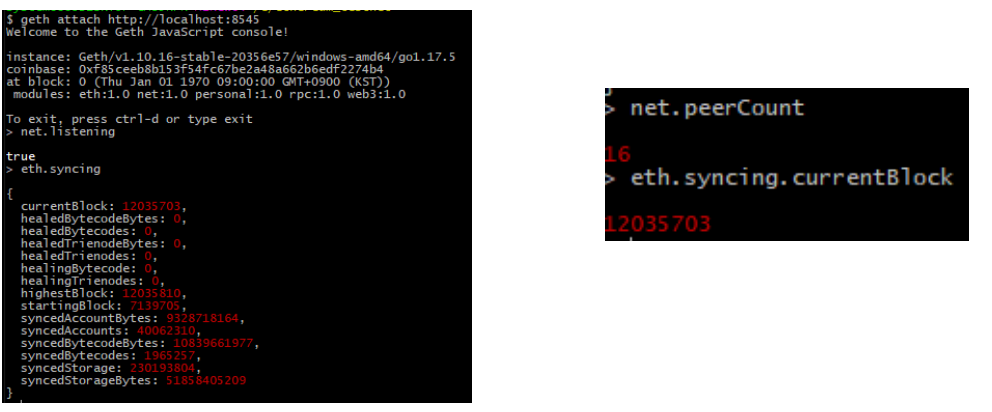 $ geth attach http://localhost:8545
Welcome to the Geth JavaScript console!
instance: Geth/v1.10.16-stable-20356e57/windows-amd64/go1.17.5
coinbase: 0xf85ceeb8b153f54fc67be2a48a662b6edf2274b4
at block: 0 (Thu Jan 01 1970 09:00:00 GMT+0900 (KST))
modules: eth:1.0 net:1.0 personal:1.0 rpc:1.0 web3:1.0
To exit, press ctrl-d or type exit
> net.listening
true
> eth.syncing
{
currentBlock: 12035703,
healedBytecodeBytes: 0,
healedBytecodes: 0,
healedTrienodeBytes: 0,
healedTrienodes: 0,
healingBytecode: 0,
healingTrienodes: 0,
highestBlock: 12035810,
startingBlock: 7139705,
syncedAccountBytes: 9328718164,
syncedAccounts: 40062310,
syncedBytecodeBytes: 10839661977,
syncedBytecodes: 1965257,
syncedStorage: 230193804,
syncedStorageBytes: 51858405209
}
> net.peerCount
16
> eth.syncing.currentBlock
12035703